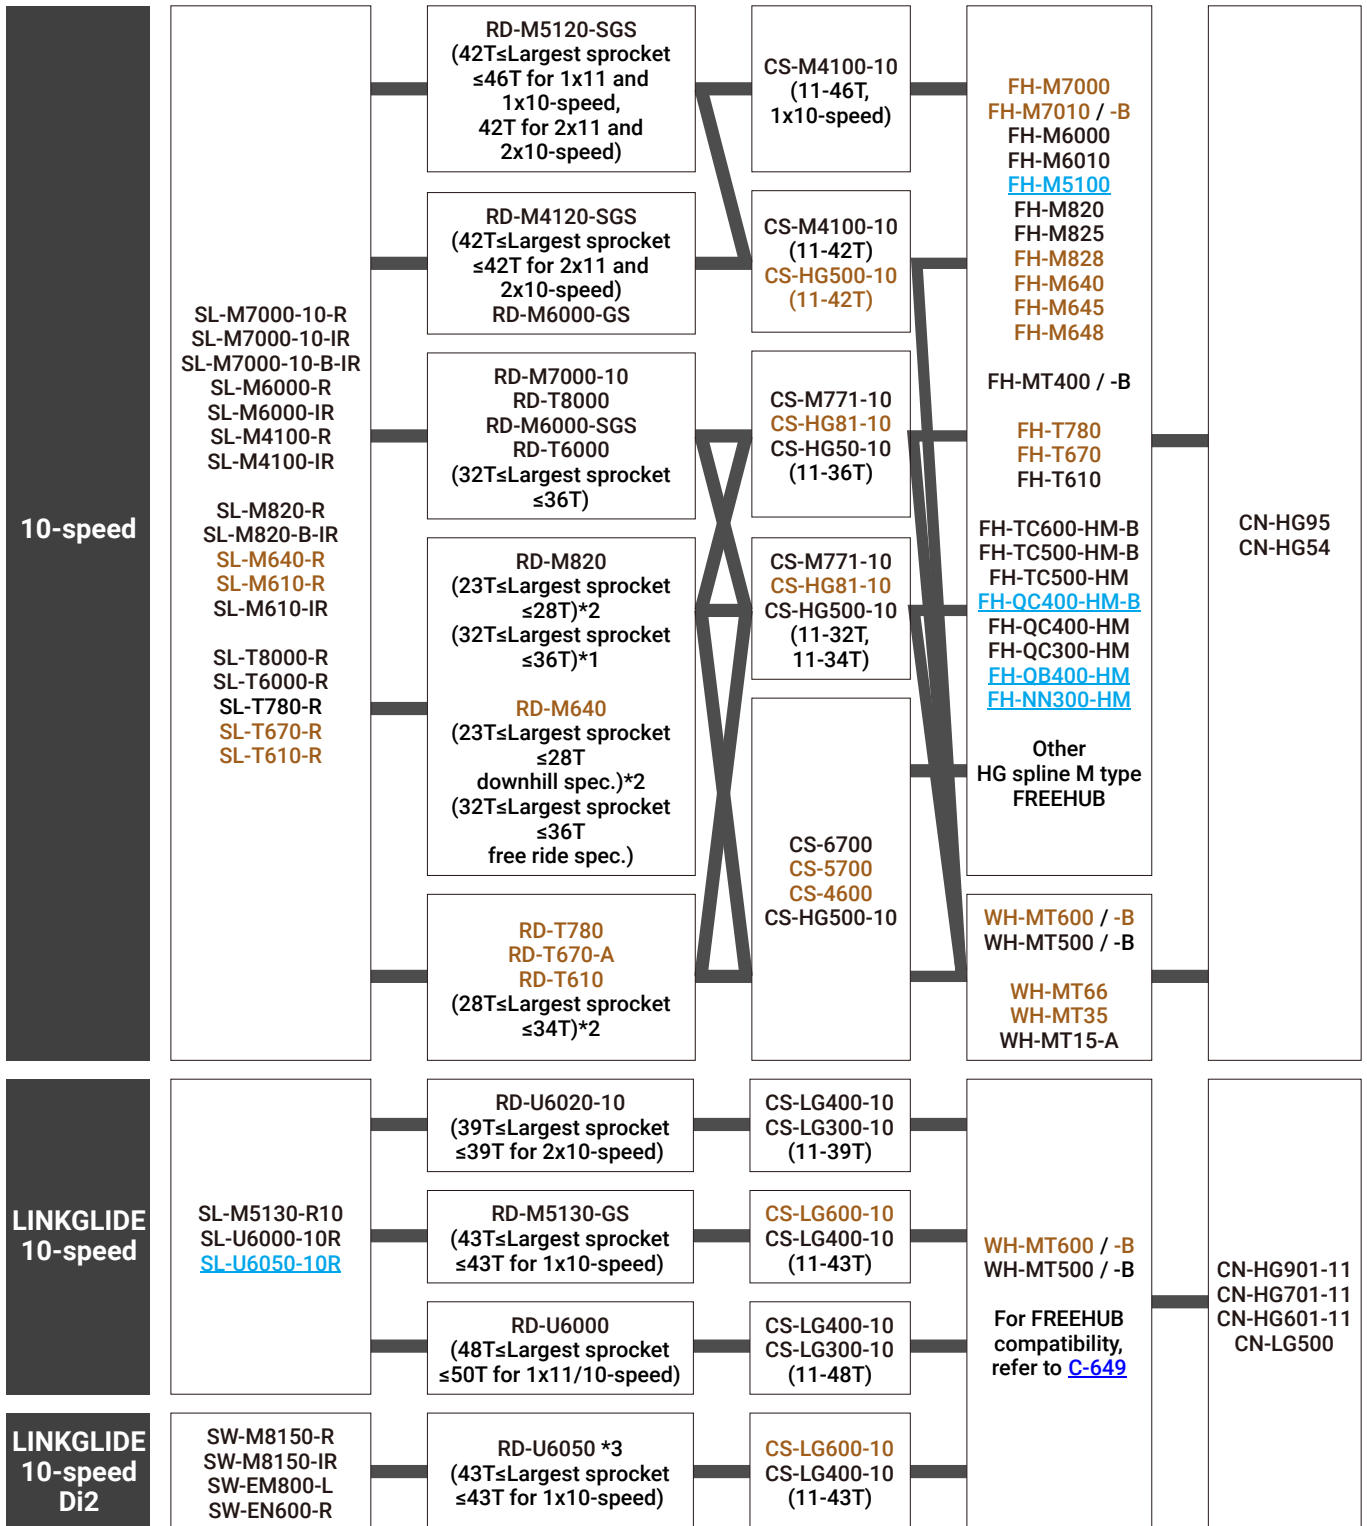 10-speed
SL-M7000-10-R
SL-M7000-10-IR
SL-M7000-10-B-IR
SL-M6000-R
SL-M6000-IR
SL-M4100-R
SL-M4100-IR
SL-M820-R
SL-M820-B-IR
SL-M640-R
SL-M610-R
SL-M610-IR
SL-T8000-R
SL-T6000-R
SL-T780-R
SL-T670-R
SL-T610-R
RD-M5120-SGS
(42T≤Largest sprocket
≤46T for 1x11 and
1x10-speed,
42T for 2x11 and
2x10-speed)
RD-M4120-SGS
(42T≤Largest sprocket
≤42T for 2x11 and
2x10-speed)
RD-M6000-GS
RD-M7000-10
RD-T8000
RD-M6000-SGS
RD-T6000
(32T≤Largest sprocket
≤36T)
RD-M820
(23T≤Largest sprocket
≤28T)*2
(32T≤Largest sprocket
≤36T)*1
RD-M640
(23T≤Largest sprocket
≤28T
downhill spec.)*2
(32T≤Largest sprocket
≤36T
free ride spec.)
RD-T780
RD-T670-A
RD-T610
(28T≤Largest sprocket
≤34T)*2
CS-M4100-10
(11-46T,
1x10-speed)
CS-M4100-10
(11-42T)
CS-HG500-10
(11-42T)
CS-M771-10
CS-HG81-10
CS-HG50-10
(11-36T)
CS-M771-10
CS-HG81-10
CS-HG500-10
(11-32T,
11-34T)
CS-6700
CS-5700
CS-4600
CS-HG500-10
FH-M7000
FH-M7010 / -B
FH-M6000
FH-M6010
FH-M5100
FH-M820
FH-M825
FH-M828
FH-M640
FH-M645
FH-M648
FH-MT400 / -B
FH-T780
FH-T670
FH-T610
FH-TC600-HM-B
FH-TC500-HM-B
FH-TC500-HM
FH-QC400-HM-B
FH-QC400-HM
FH-QC300-HM
FH-QB400-HM
FH-NN300-HM
Other
HG spline M type
FREEHUB
WH-MT600 / -B
WH-MT500 / -B
WH-MT66
WH-MT35
WH-MT15-A
CN-HG95
CN-HG54
LINKGLIDE
10-speed
SL-M5130-R10
SL-U6000-10R
SL-U6050-10R
RD-U6020-10
(39T≤Largest sprocket
≤39T for 2x10-speed)
RD-M5130-GS
(43T≤Largest sprocket
≤43T for 1x10-speed)
RD-U6000
(48T≤Largest sprocket
≤50T for 1x11/10-speed)
CS-LG400-10
CS-LG300-10
(11-39T)
CS-LG600-10
CS-LG400-10
(11-43T)
CS-LG400-10
CS-LG300-10
(11-48T)
WH-MT600 / -B
WH-MT500 / -B
For FREEHUB
compatibility,
refer to C-649
CN-HG901-11
CN-HG701-11
CN-HG601-11
CN-LG500
LINKGLIDE
10-speed
Di2
SW-M8150-R
SW-M8150-IR
SW-EM800-L
SW-EN600-R
RD-U6050 *3
(43T≤Largest sprocket
≤43T for 1x10-speed)
CS-LG600-10
CS-LG400-10
(11-43T)